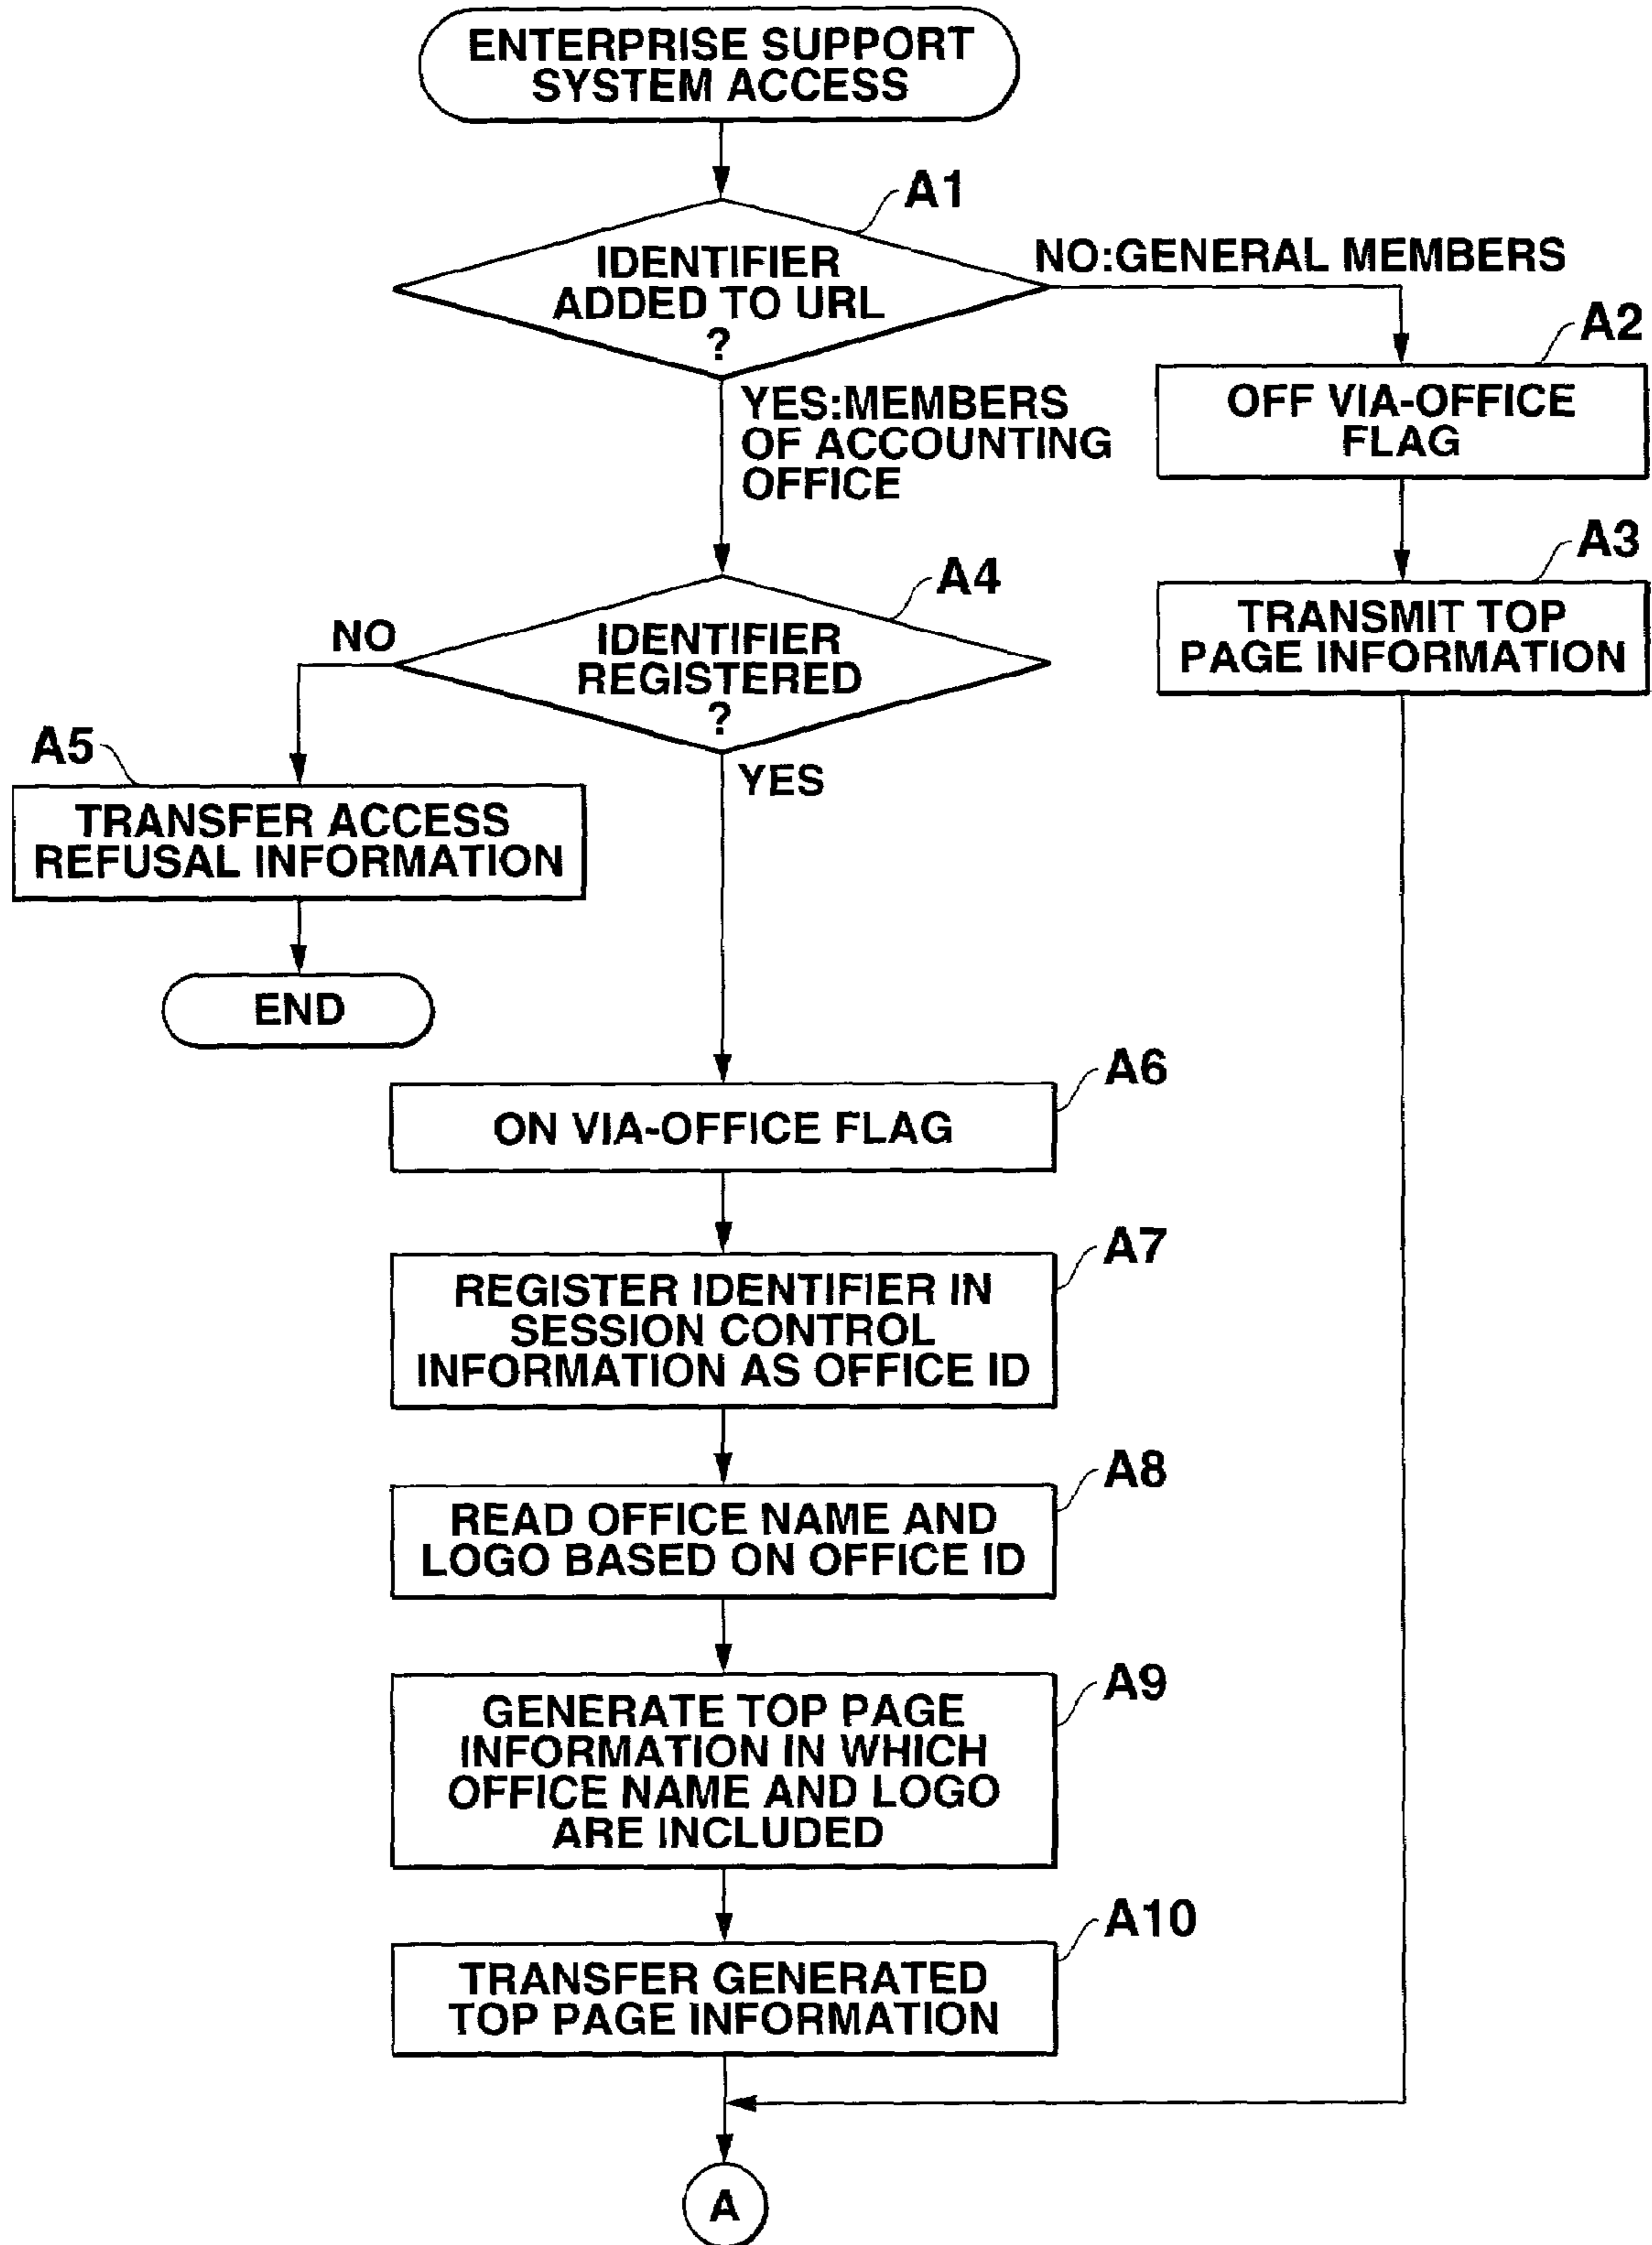 ENTERPRISE SUPPORT
SYSTEM ACCESS
A1
IDENTIFIER
ADDED TO URL
?
NO:GENERAL MEMBERS
A2
OFF VIA-OFFICE
FLAG
YES:MEMBERS
OF ACCOUNTING
OFFICE
A3
TRANSMIT TOP
PAGE INFORMATION
A4
IDENTIFIER
REGISTERED
?
NO
A5
TRANSFER ACCESS
REFUSAL INFORMATION
END
YES
A6
ON VIA-OFFICE FLAG
A7
REGISTER IDENTIFIER IN
SESSION CONTROL
INFORMATION AS OFFICE ID
A8
READ OFFICE NAME AND
LOGO BASED ON OFFICE ID
A9
GENERATE TOP PAGE
INFORMATION IN WHICH
OFFICE NAME AND LOGO
ARE INCLUDED
A10
TRANSFER GENERATED
TOP PAGE INFORMATION
A